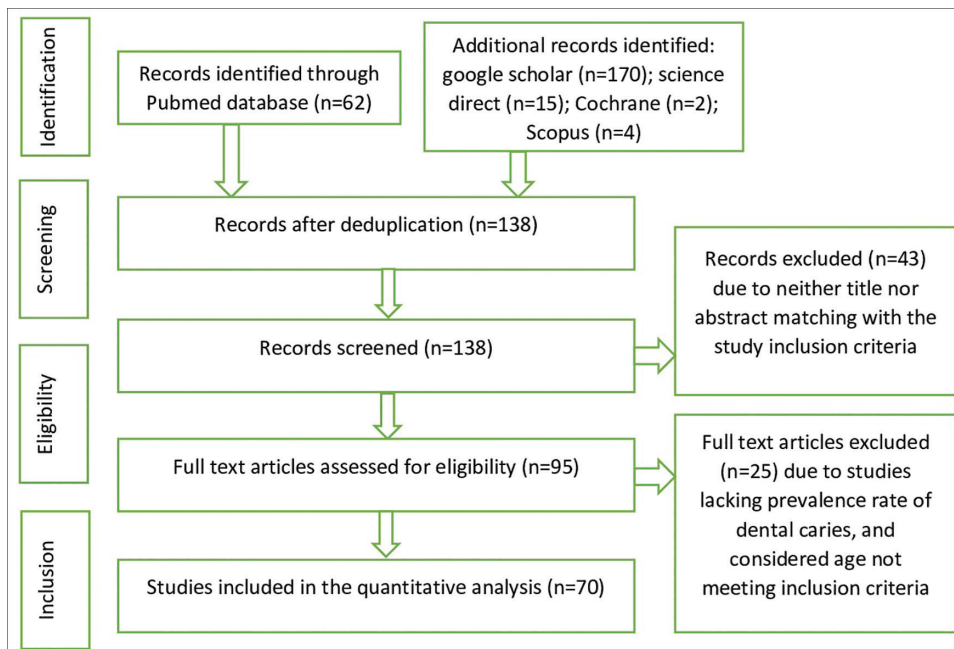 Identification
Records identified through
Pubmed database (n=62)
Additional records identified:
google scholar (n=170); science
direct (n=15); Cochrane (n=2);
Scopus (n=4)
Screening
Records after deduplication (n=138)
Records excluded (n=43)
due to neither title nor
abstract matching with the
study inclusion criteria
Records screened (n=138)
Eligibility
Full text articles assessed for eligibility (n=95)
Full text articles excluded
(n=25) due to studies
lacking prevalence rate of
dental caries, and
considered age not
meeting inclusion criteria
Inclusion
Studies included in the quantitative analysis (n=70)